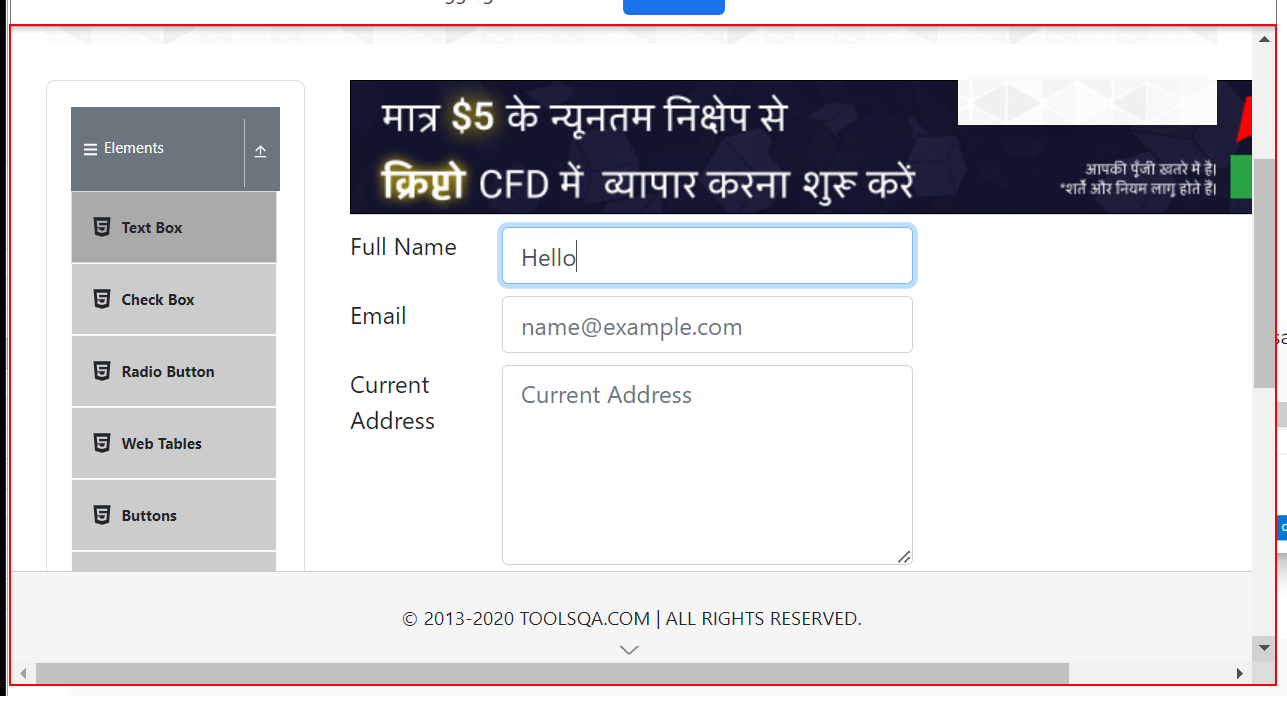 मात्र $5 के न्यूनतम निक्षेप से
क्रिप्टो CFD में व्यापार करना शुरू करें
आपकी पूँजी खतरे में है।
*शर्ते और नियम लागू होते हैं।
Elements
Text Box
Check Box
Radio Button
Web Tables
Buttons
Full Name
Hello
Email
name@example.com
Current
Address
Current Address
© 2013-2020 TOOLSQA.COM | ALL RIGHTS RESERVED.